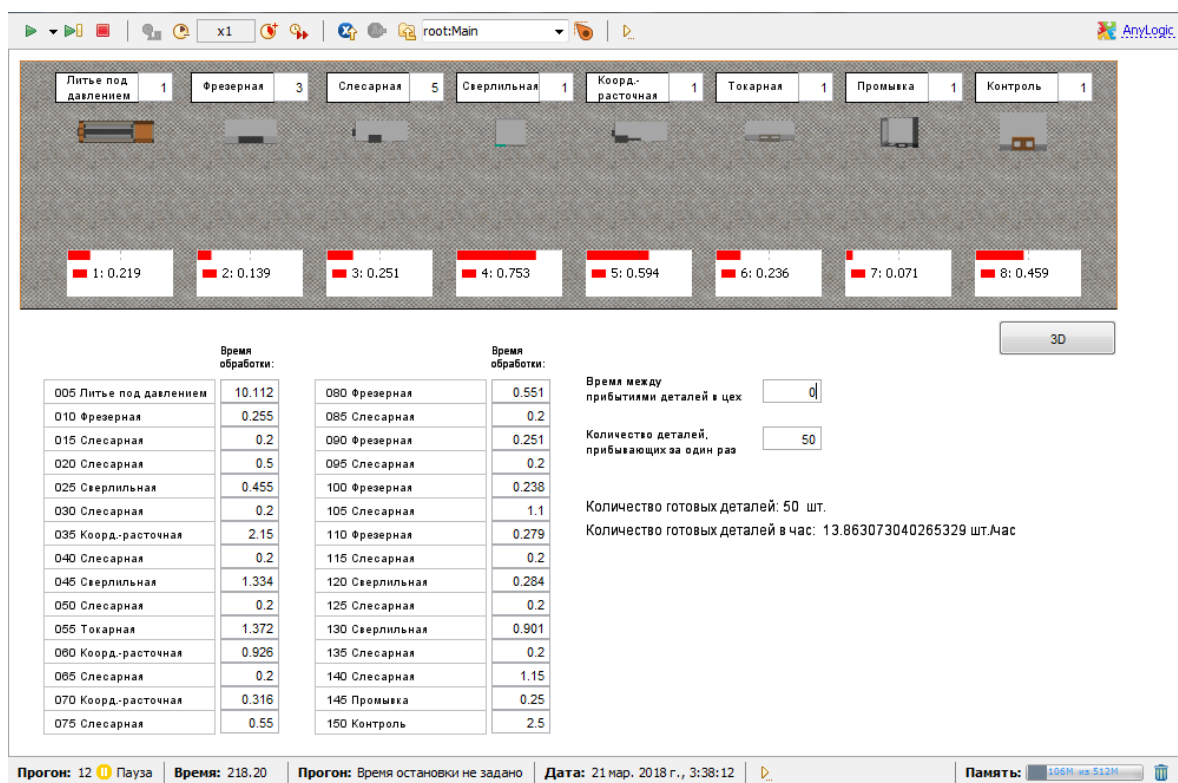 x1
root:Main
AnyLogic
Литье под
давлением
1
Фрезерная
3
Слесарная
5
Сверлильная
1
Коорд.-
расточная
1
Токарная
1
Промывка
1
Контроль
1
1: 0.219
2: 0.139
3: 0.251
4: 0.753
5: 0.594
6: 0.236
7: 0.071
8: 0.459
3D
Время
обработки:
005 Литье под давлением 10.112
010 Фрезерная 0.255
015 Слесарная 0.2
020 Слесарная 0.5
025 Сверлильная 0.455
030 Слесарная 0.2
035 Коорд.-расточная 2.15
040 Слесарная 0.2
045 Сверлильная 1.334
050 Слесарная 0.2
055 Токарная 1.372
060 Коорд.-расточная 0.926
065 Слесарная 0.2
070 Коорд.-расточная 0.316
075 Слесарная 0.55
Время
обработки:
080 Фрезерная 0.551
085 Слесарная 0.2
090 Фрезерная 0.251
095 Слесарная 0.2
100 Фрезерная 0.238
105 Слесарная 1.1
110 Фрезерная 0.279
115 Слесарная 0.2
120 Сверлильная 0.284
125 Слесарная 0.2
130 Сверлильная 0.901
135 Слесарная 0.2
140 Слесарная 1.15
145 Промывка 0.25
150 Контроль 2.5
Время между
прибытиями деталей в цех 0
Количество деталей,
прибывающих за один раз 50
Количество готовых деталей: 50 шт.
Количество готовых деталей в час: 13.863073040265329 шт./час
Прогон: 12 Пауза Время: 218.20 Прогон: Время остановки не задано Дата: 21 мар. 2018 г., 3:38:12 Память: 106M из 512M